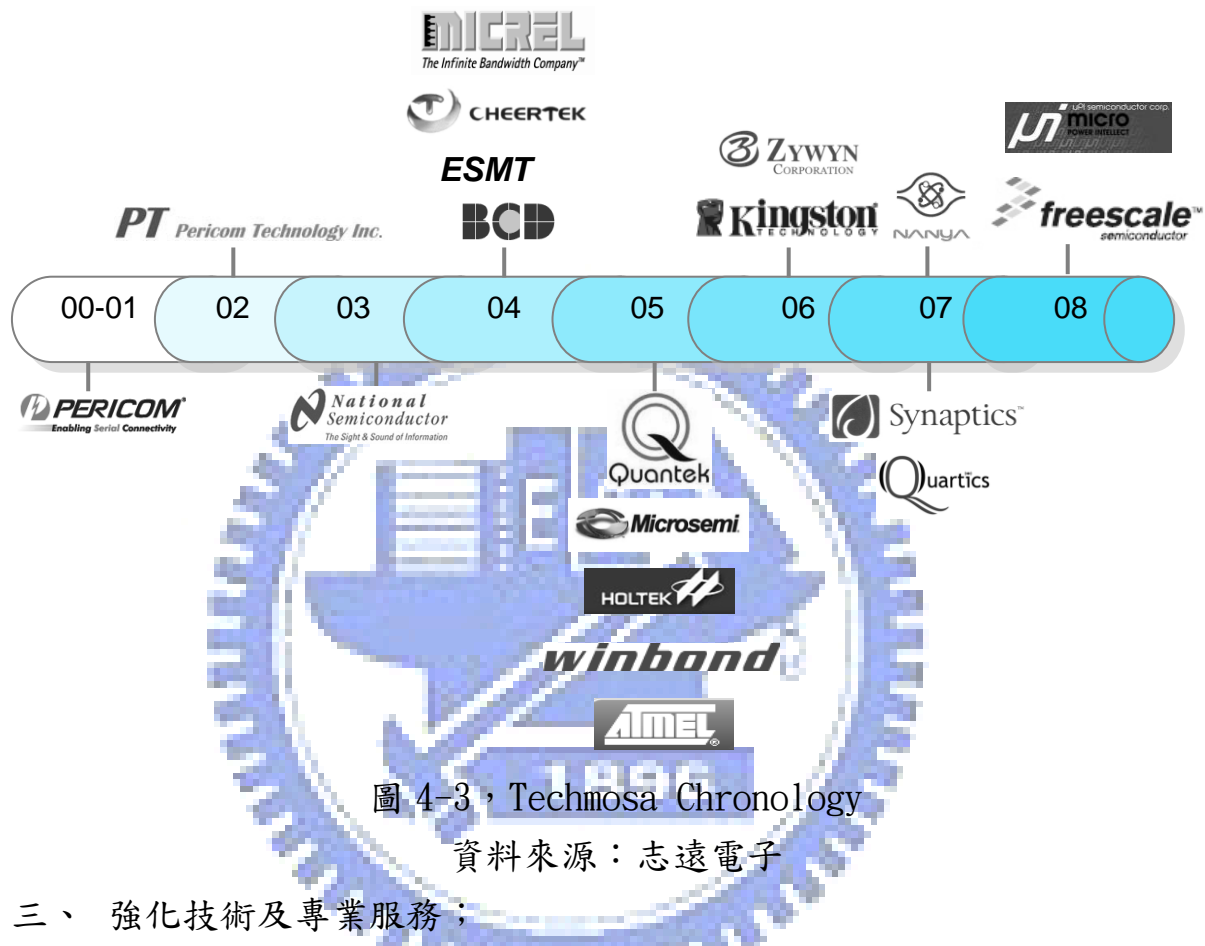 MICREL
The Infinite Bandwidth Company™
CHEERTEK
ESMT
BCD
PT Pericom Technology Inc.
ZYWYN
CORPORATION
Kingston
TECHNOLOGY
NANYA
uPI semiconductor corp.
micro
POWER INTELLECT
freescale™
semiconductor
00-01 02 03 04 05 06 07 08
PERICOM®
Enabling Serial Connectivity
National
Semiconductor
The Sight & Sound of Information
Quantek
Microsemi
HOLTEK
winbond
ATMEL®
Synaptics™
Quartics
1896
圖 4-3，Techmosa Chronology
資料來源：志遠電子
三、 強化技術及專業服務；